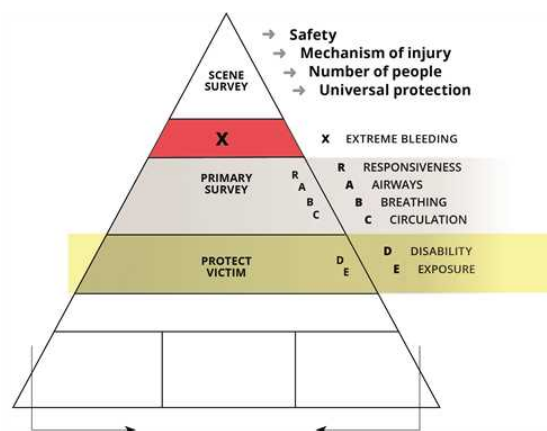 Safety
Mechanism of injury
Number of people
Universal protection
SCENE
SURVEY
X
X EXTREME BLEEDING
PRIMARY
SURVEY
R
A
B
C
R RESPONSIVENESS
A AIRWAYS
B BREATHING
C CIRCULATION
PROTECT
VICTIM
D
E
D DISABILITY
E EXPOSURE